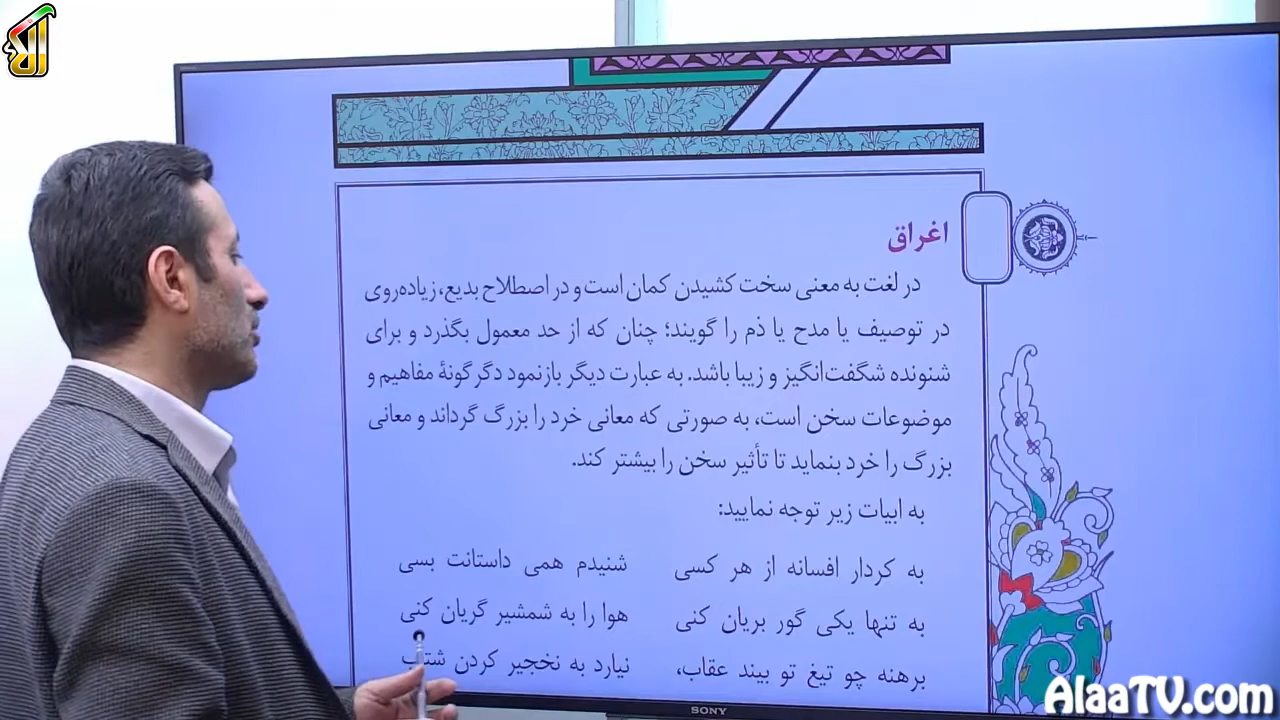 آلاء
اغراق
در لغت به معنی سخت کشیدن کمان است و در اصطلاح بدیع، زیاده‌روی
در توصیف یا مدح یا ذم را گویند؛ چنان که از حد معمول بگذرد و برای
شنونده شگفت‌انگیز و زیبا باشد. به عبارت دیگر بازنمود دگرگونهٔ مفاهیم و
موضوعات سخن است، به صورتی که معانی خرد را بزرگ گرداند و معانی
بزرگ را خرد بنماید تا تأثیر سخن را بیشتر کند.
به ابیات زیر توجه نمایید:
به کردار افسانه از هر کسی شنیدم همی داستانت بسی
به تنها یکی گور بریان کنی هوا را به شمشیر گریان کنی
برهنه چو تیغ تو بیند عقاب، نیارد به نخجیر کردن شتاب
SONY
AlaaTV.com